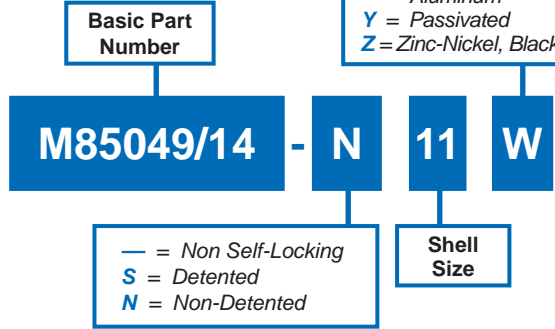 Aluminum
Y = Passivated
Z = Zinc-Nickel, Black
Basic Part
Number
M85049/14 - N 11 W
— = Non Self-Locking
S = Detented
N = Non-Detented
Shell
Size